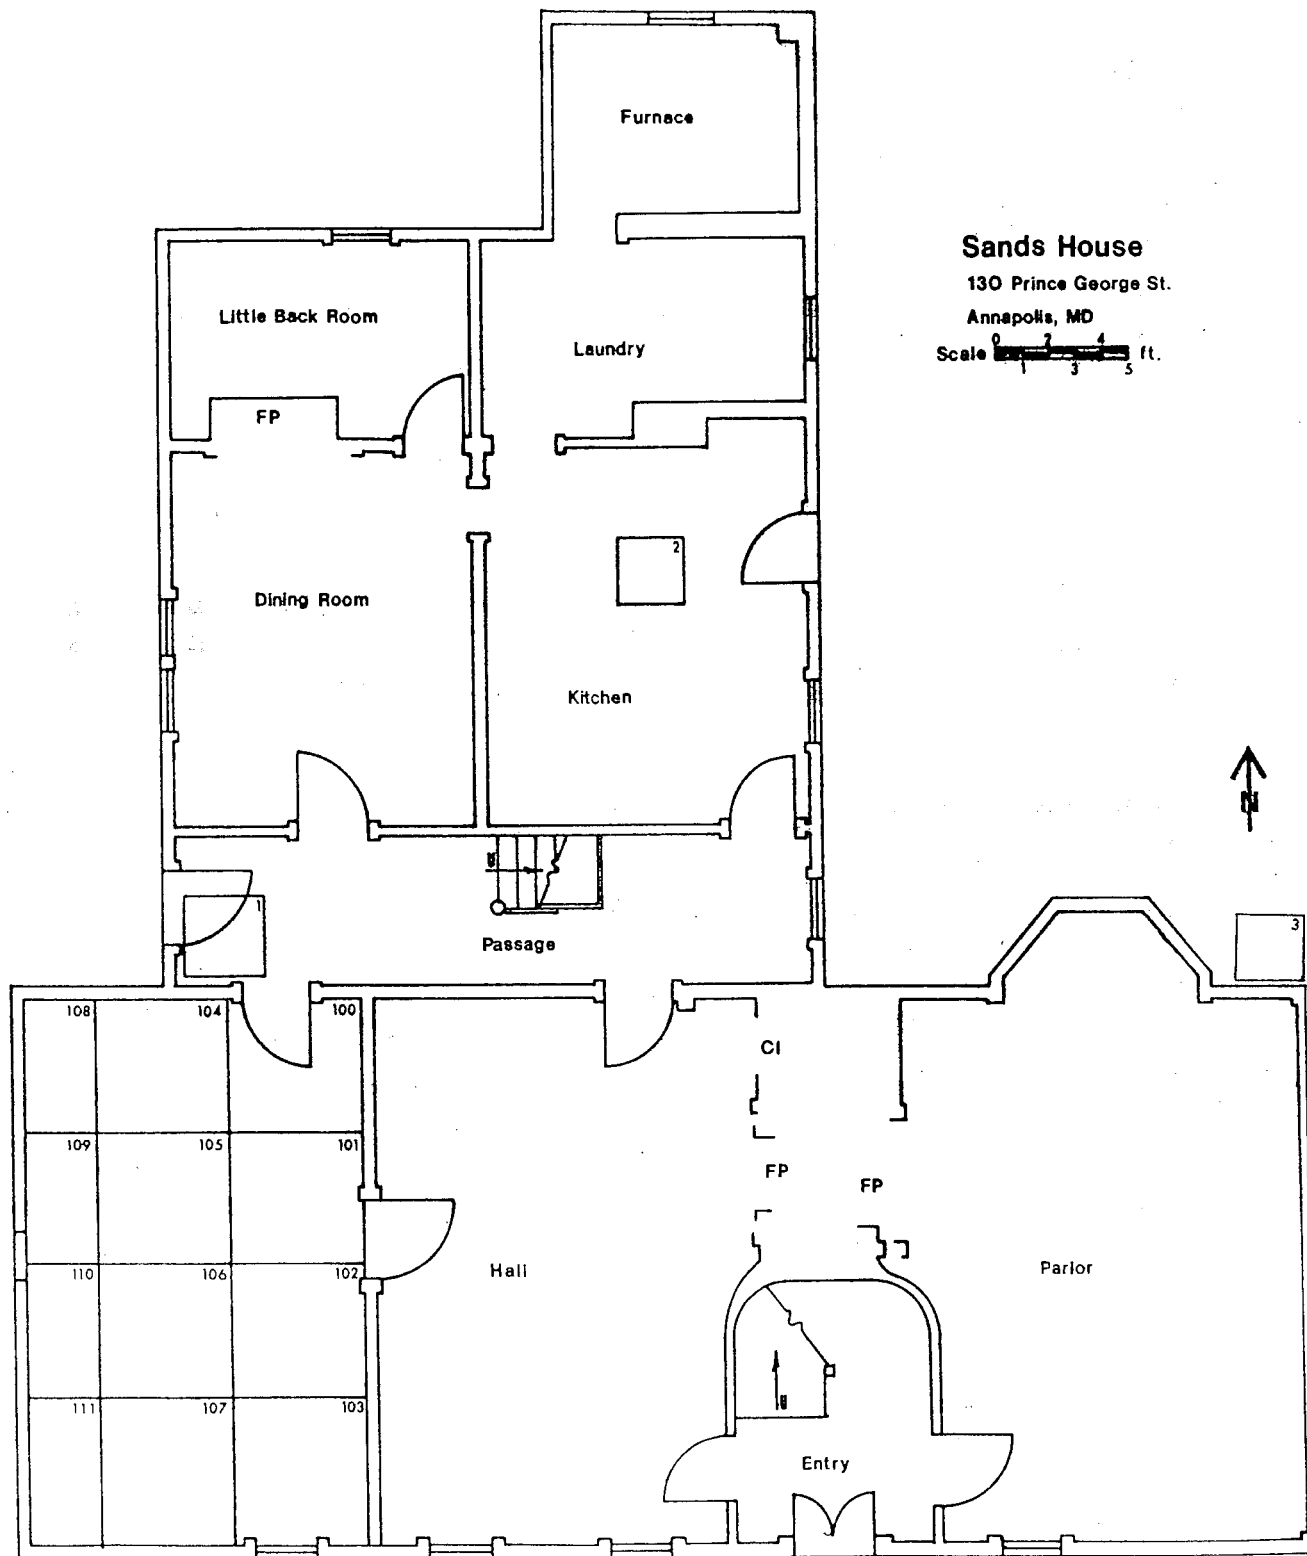 Furnace
Sands House
130 Prince George St.
Annapolis, MD
Scale 0 1 2 3 4 5 ft.
Little Back Room
Laundry
FP
2
Dining Room
Kitchen
N
U
1
Passage
3
108 104 100
Cl
109 105 101
FP
FP
110 106 102
Hall
Parlor
U
111 107 103
Entry